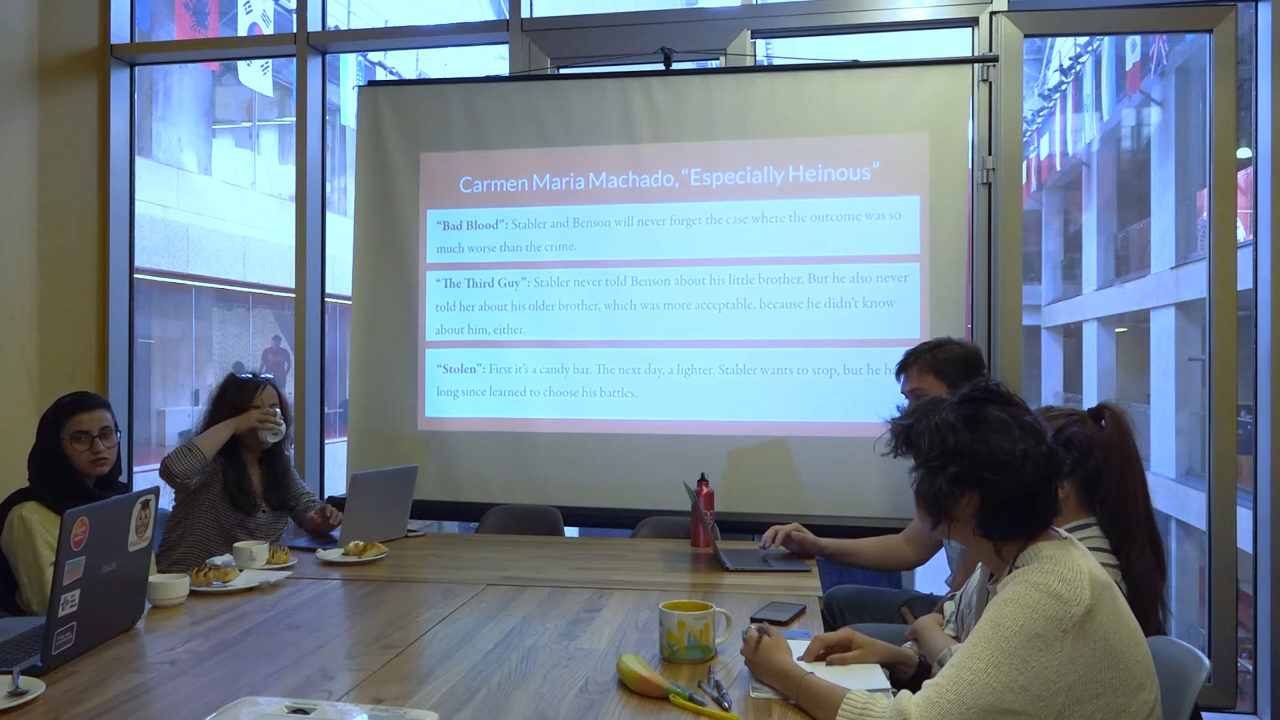 Carmen Maria Machado, “Especially Heinous”
“Bad Blood”: Stabler and Benson will never forget the case where the outcome was so
much worse than the crime.
“The Third Guy”: Stabler never told Benson about his little brother. But he also never
told her about his older brother, which was more acceptable, because he didn’t know
about him, either.
“Stolen”: First it’s a candy bar. The next day, a lighter. Stabler wants to stop, but he
long since learned to choose his battles.